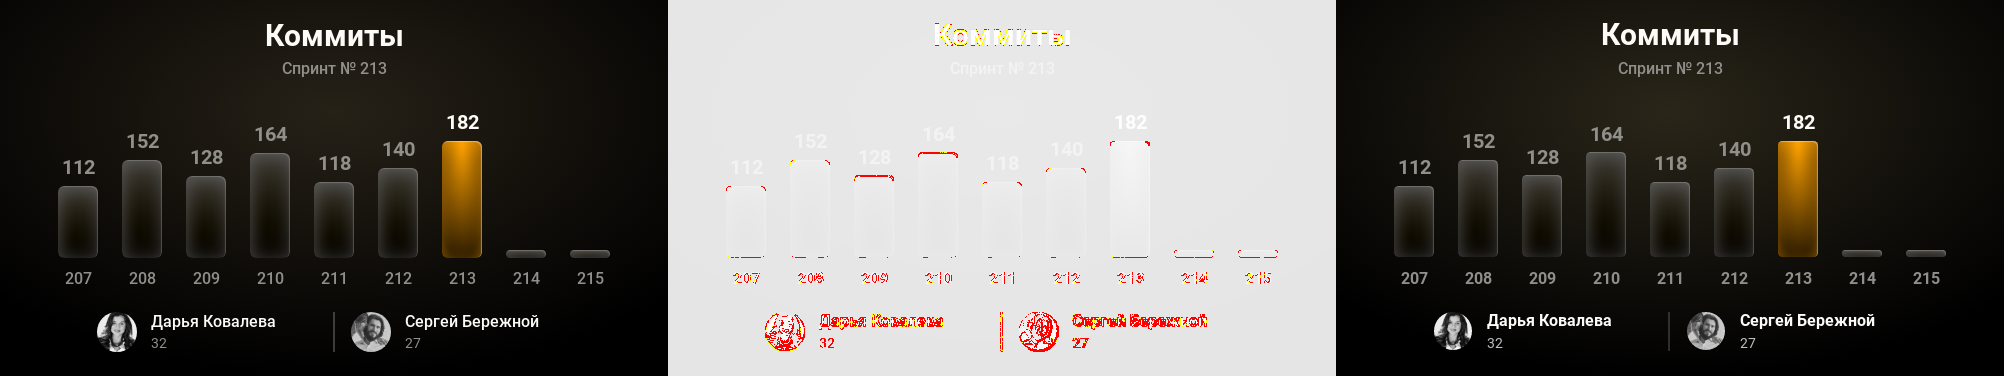 Коммиты
Спринт № 213
112 152 128 164 118 140 182
207 208 209 210 211 212 213 214 215
Дарья Ковалева
32
Сергей Бережной
27
Коммиты
Спринт № 213
112 152 128 164 118 140 182
207 208 209 210 211 212 213 214 215
Дарья Ковалева
32
Сергей Бережной
27
Коммиты
Спринт № 213
112 152 128 164 118 140 182
207 208 209 210 211 212 213 214 215
Дарья Ковалева
32
Сергей Бережной
27